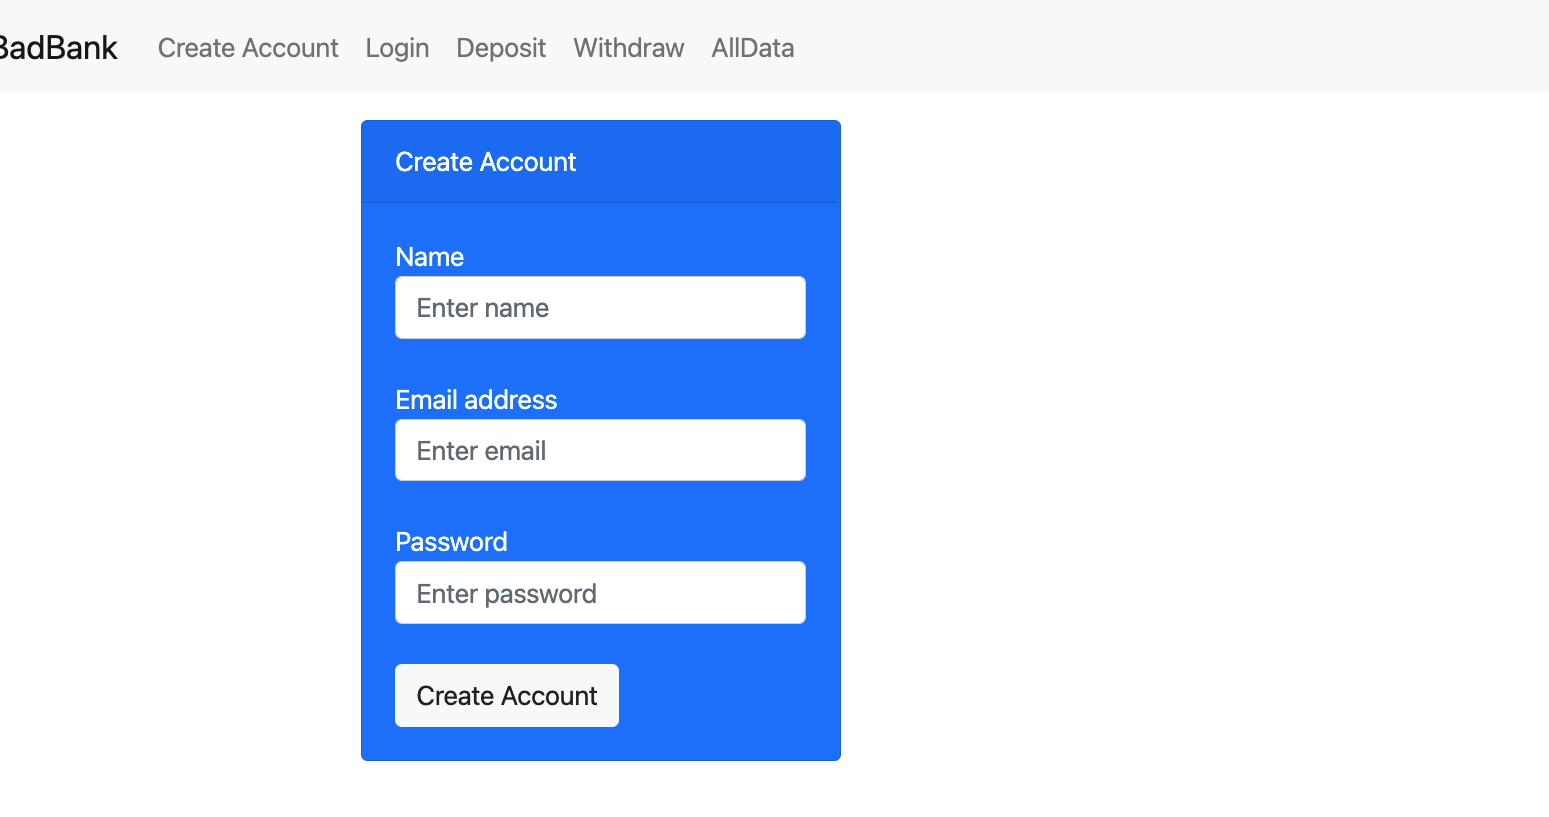 BadBank Create Account Login Deposit Withdraw AllData
Create Account
Name
Enter name
Email address
Enter email
Password
Enter password
Create Account